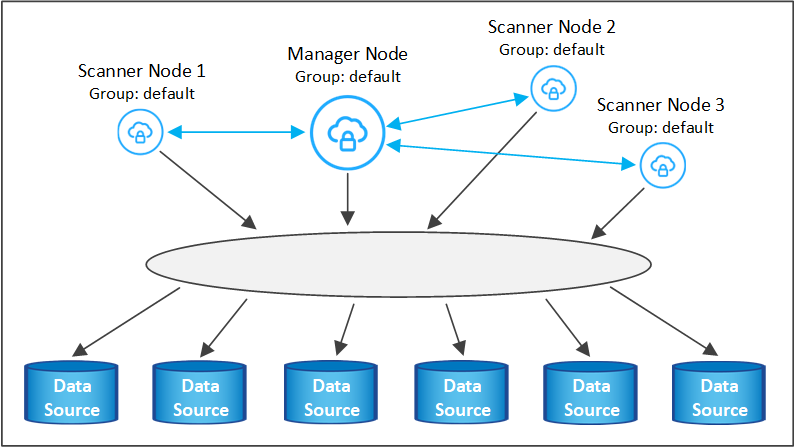 Scanner Node 1
Group: default
Manager Node
Group: default
Scanner Node 2
Group: default
Scanner Node 3
Group: default
Data
Source
Data
Source
Data
Source
Data
Source
Data
Source
Data
Source